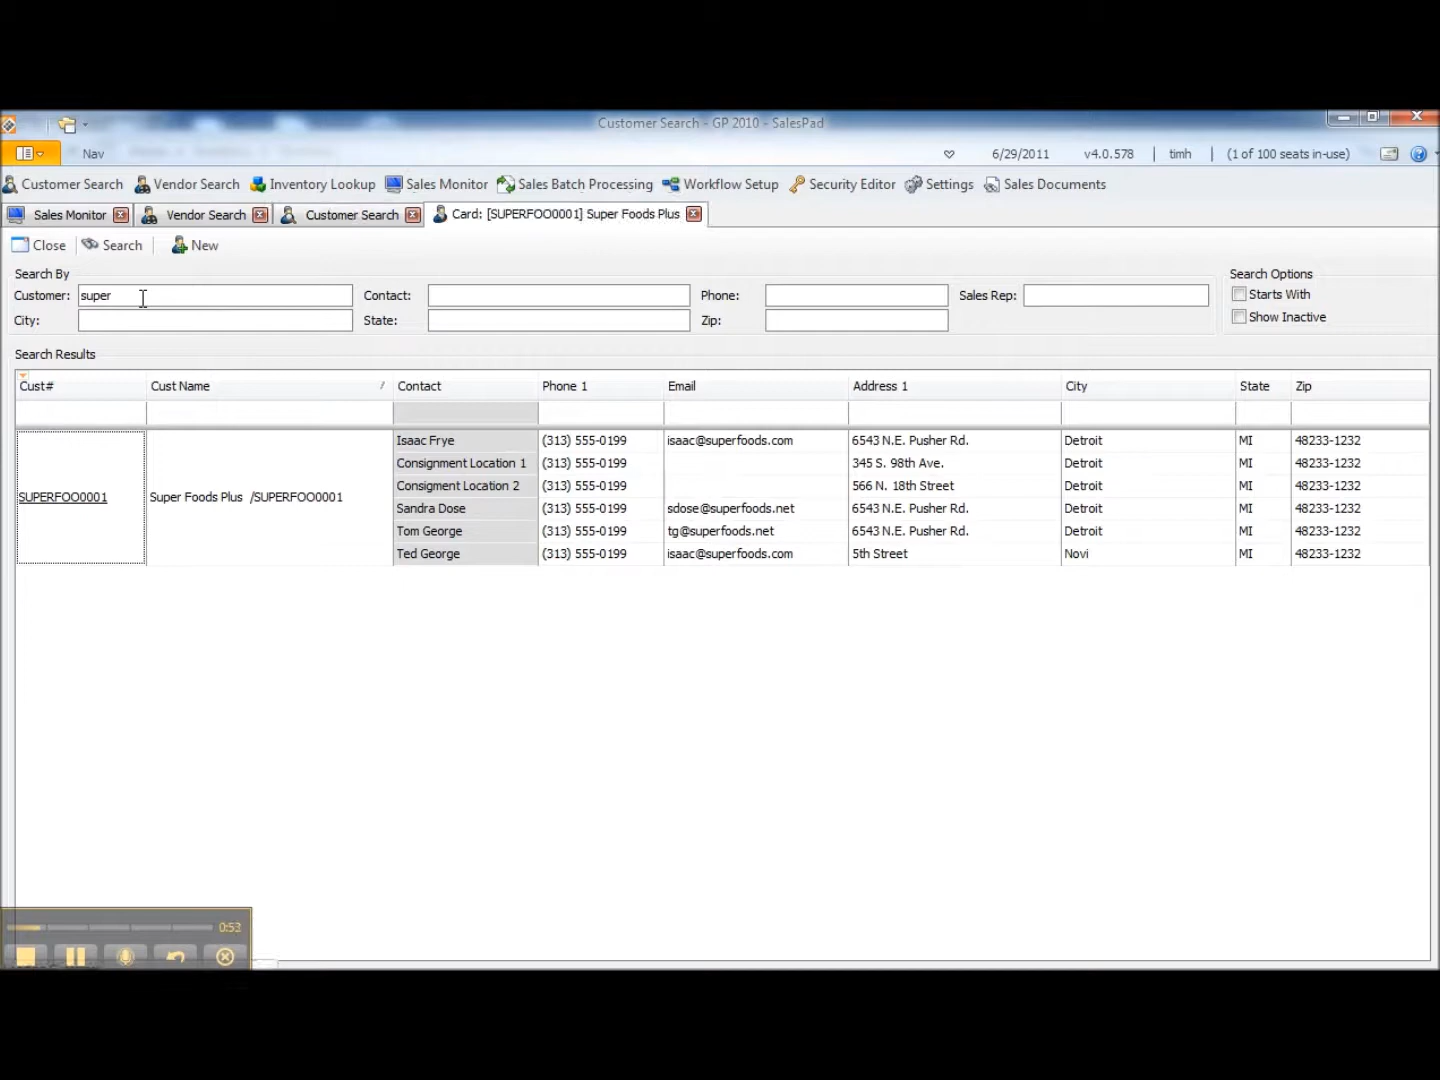 Customer Search - GP 2010 - SalesPad
Nav 6/29/2011 v4.0.578 | timh | (1 of 100 seats in-use)
Customer Search Vendor Search Inventory Lookup Sales Monitor Sales Batch Processing Workflow Setup Security Editor Settings Sales Documents
Sales Monitor Vendor Search Customer Search Card: [SUPERFOO0001] Super Foods Plus
Close Search New
Search By Search Options
Customer: super Contact: Phone: Sales Rep: Starts With
City: State: Zip: Show Inactive
Search Results
Cust# Cust Name Contact Phone 1 Email Address 1 City State Zip
Isaac Frye (313) 555-0199 isaac@superfoods.com 6543 N.E. Pusher Rd. Detroit MI 48233-1232
Consignment Location 1 (313) 555-0199 345 S. 98th Ave. Detroit MI 48233-1232
Consigment Location 2 (313) 555-0199 566 N. 18th Street Detroit MI 48233-1232
SUPERFOO0001 Super Foods Plus /SUPERFOO0001
Sandra Dose (313) 555-0199 sdose@superfoods.net 6543 N.E. Pusher Rd. Detroit MI 48233-1232
Tom George (313) 555-0199 tg@superfoods.net 6543 N.E. Pusher Rd. Detroit MI 48233-1232
Ted George (313) 555-0199 isaac@superfoods.com 5th Street Novi MI 48233-1232
0:53